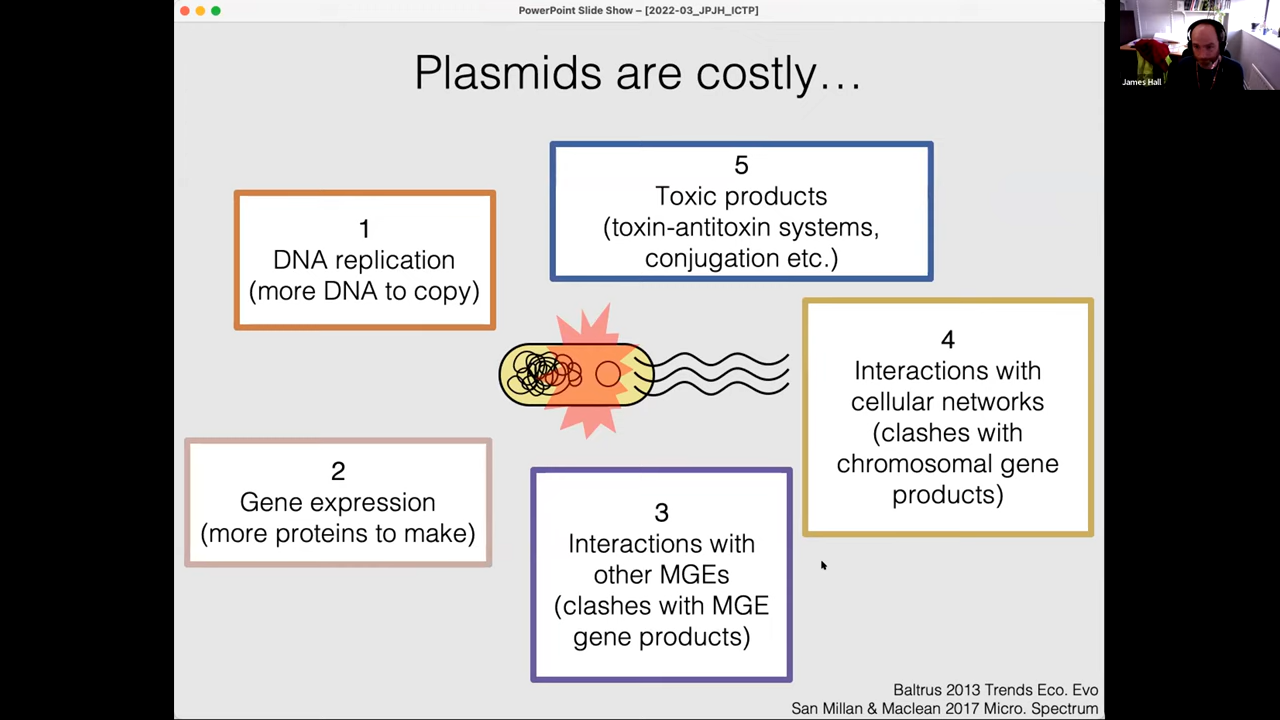 PowerPoint Slide Show – [2022-03_JPJH_ICTP]
James Hall
Plasmids are costly…
1
DNA replication
(more DNA to copy)
2
Gene expression
(more proteins to make)
3
Interactions with
other MGEs
(clashes with MGE
gene products)
4
Interactions with
cellular networks
(clashes with
chromosomal gene
products)
5
Toxic products
(toxin-antitoxin systems,
conjugation etc.)
Baltrus 2013 Trends Eco. Evo
San Millan & Maclean 2017 Micro. Spectrum